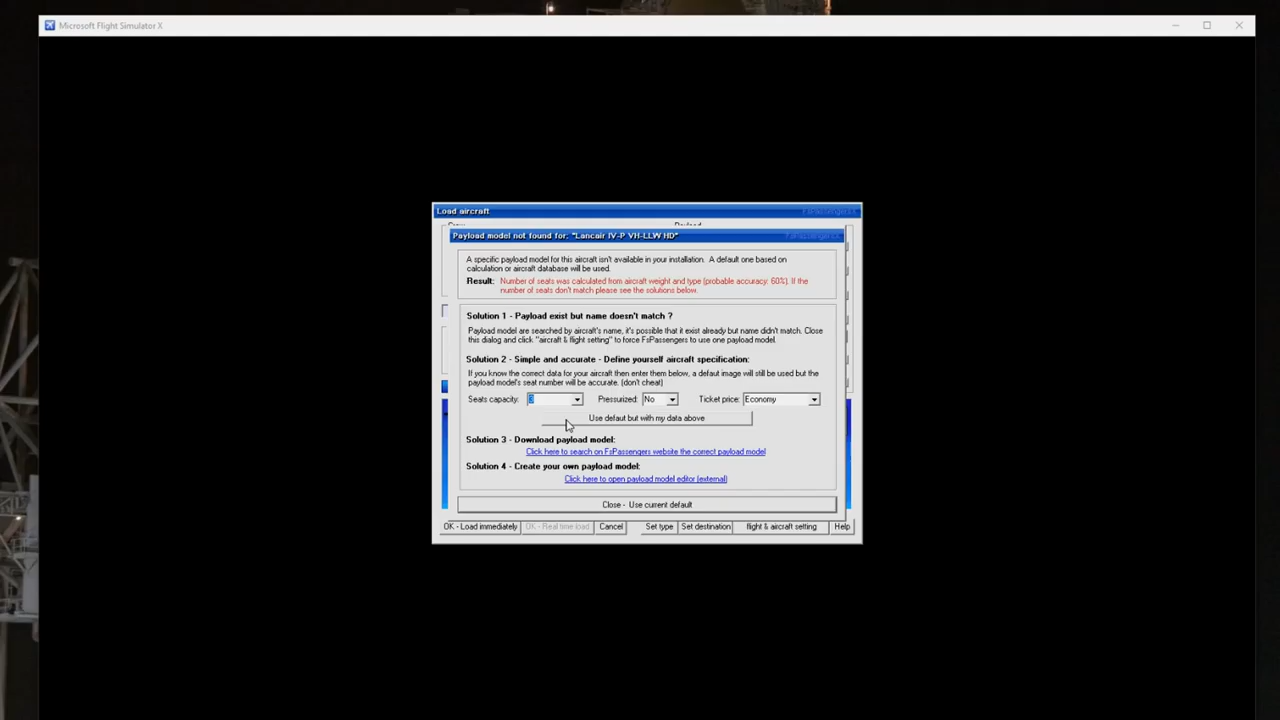 Microsoft Flight Simulator X
Load aircraft
Payload model not found for: "Lancair IV-P VH-LLW HD"
A specific payload model for this aircraft isn't available in your installation. A default one based on
calculation or aircraft database will be used.
Result: Number of seats was calculated from aircraft weight and type (probable accuracy: 60%). If the
number of seats don't match please see the solutions below.
Solution 1 - Payload exist but name doesn't match ?
Payload model are searched by aircraft's name, it's possible that it exist already but name didn't match. Close
this dialog and click "aircraft & flight setting" to force FsPassengers to use one payload model.
Solution 2 - Simple and accurate - Define yourself aircraft specification:
If you know the correct data for your aircraft then enter them below, a defaut image will still be used but the
payload model's seat number will be accurate. (don't cheat)
Seats capacity: 3 Pressurized: No Ticket price: Economy
Use defaut but with my data above
Solution 3 - Download payload model:
Click here to search on FsPassengers website the correct payload model
Solution 4 - Create your own payload model:
Click here to open payload model editor (external)
Close - Use current default
OK - Load immediately OK - Real time load Cancel Set type Set destination flight & aircraft setting Help